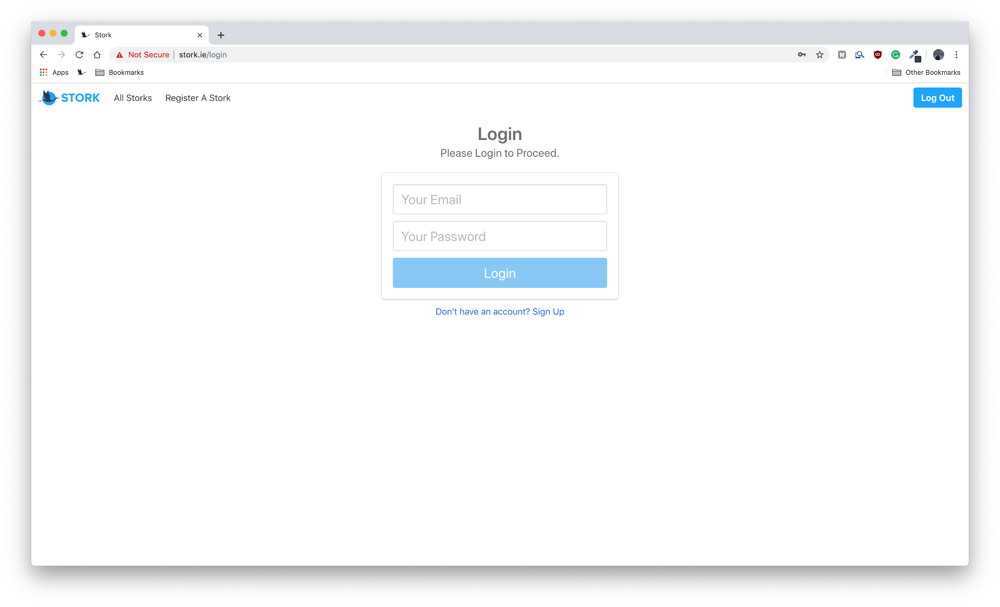 Stork
Not Secure | stork.ie/login
Apps
Bookmarks
Other Bookmarks
STORK
All Storks
Register A Stork
Log Out
Login
Please Login to Proceed.
Your Email
Your Password
Login
Don't have an account? Sign Up